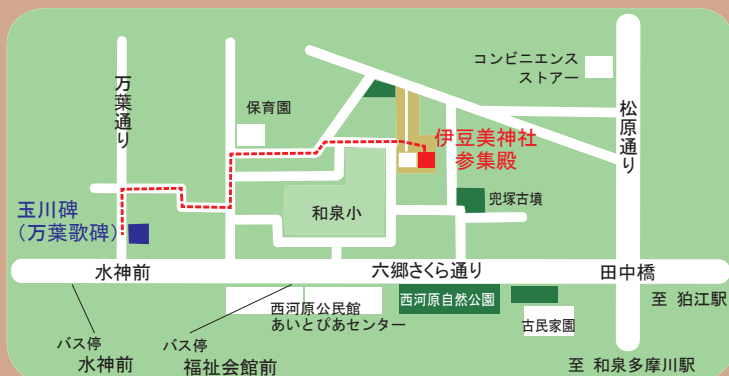 コンビニエンス
ストアー
万葉通り
保育園
松原通り
伊豆美神社
参集殿
兜塚古墳
玉川碑
（万葉歌碑）
和泉小
水神前
六郷さくら通り
田中橋
西河原公民館
あいとぴあセンター
西河原自然公園
至 狛江駅
古民家園
バス停
水神前
バス停
福祉会館前
至 和泉多摩川駅